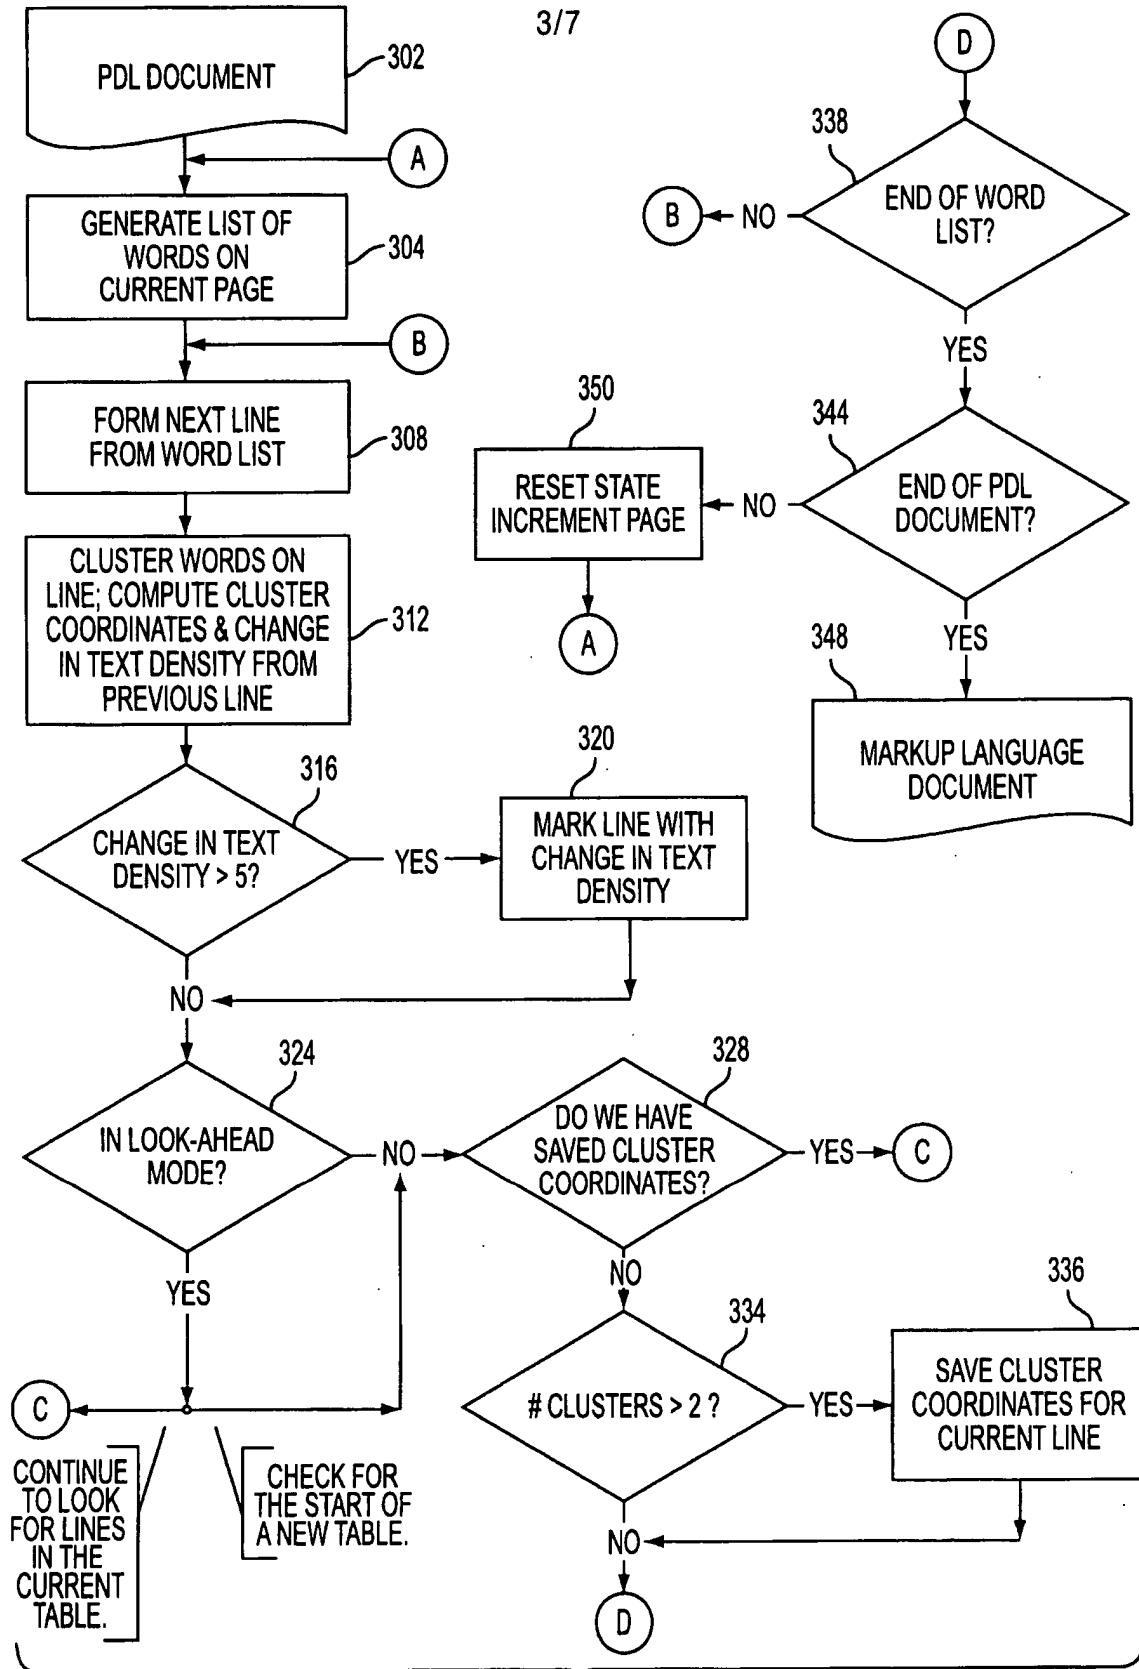 3/7
PDL DOCUMENT
302
A
GENERATE LIST OF
WORDS ON
CURRENT PAGE
304
B
FORM NEXT LINE
FROM WORD LIST
308
CLUSTER WORDS ON
LINE; COMPUTE CLUSTER
COORDINATES & CHANGE
IN TEXT DENSITY FROM
PREVIOUS LINE
312
316
CHANGE IN TEXT
DENSITY > 5?
YES
320
MARK LINE WITH
CHANGE IN TEXT
DENSITY
NO
324
IN LOOK-AHEAD
MODE?
NO
YES
C
CONTINUE
TO LOOK
FOR LINES
IN THE
CURRENT
TABLE.
CHECK FOR
THE START OF
A NEW TABLE.
328
DO WE HAVE
SAVED CLUSTER
COORDINATES?
YES
C
NO
334
# CLUSTERS > 2 ?
YES
336
SAVE CLUSTER
COORDINATES FOR
CURRENT LINE
NO
D
D
338
END OF WORD
LIST?
NO
B
YES
344
END OF PDL
DOCUMENT?
NO
350
RESET STATE
INCREMENT PAGE
A
YES
348
MARKUP LANGUAGE
DOCUMENT